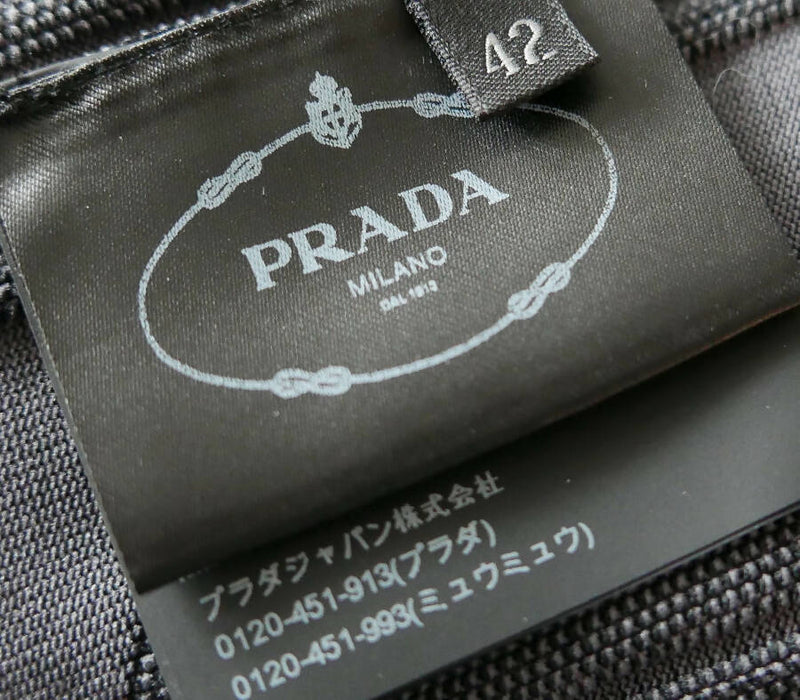 42
PRADA
MILANO
DAL 1913
プラダジャパン株式会社
0120-451-913(プラダ)
0120-451-993(ミュウミュウ)